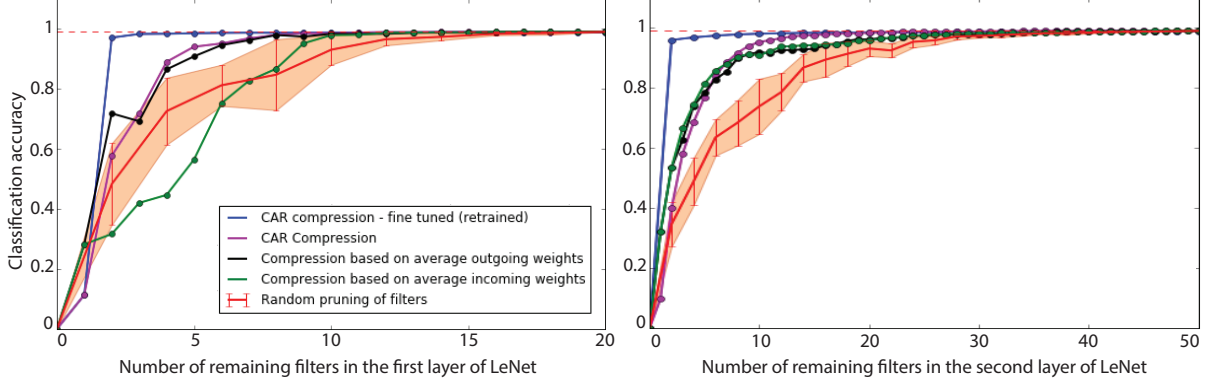 1
0.8
0.6
0.4
0.2
0
Classification accuracy
CAR compression - fine tuned (retrained)
CAR Compression
Compression based on average outgoing weights
Compression based on average incoming weights
Random pruning of filters
0 5 10 15 20
Number of remaining filters in the first layer of LeNet
1
0.8
0.6
0.4
0.2
0
0 10 20 30 40 50
Number of remaining filters in the second layer of LeNet